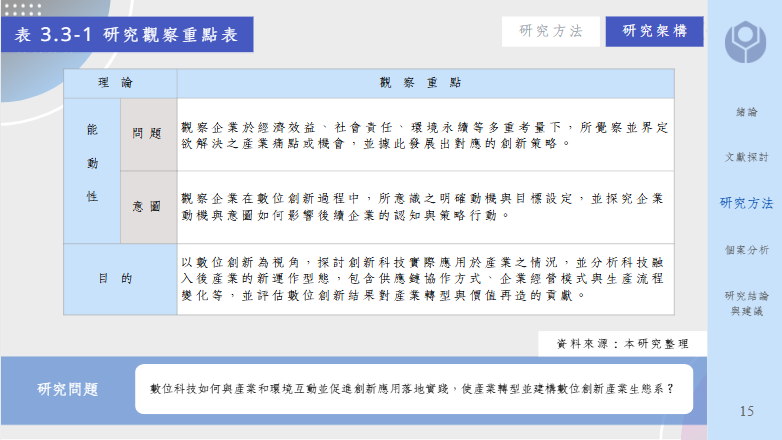 表 3.3-1 研究觀察重點表
研究方法
研究架構
理 論
觀 察 重 點
能動性
問題
觀察企業於經濟效益、社會責任、環境永續等多重考量下，所覺察並界定
欲解決之產業痛點或機會，並據此發展出對應的創新策略。
意圖
觀察企業在數位創新過程中，所意識之明確動機與目標設定，並探究企業
動機與意圖如何影響後續企業的認知與策略行動。
目 的
以數位創新為視角，探討創新科技實際應用於產業之情況，並分析科技融
入後產業的新運作型態，包含供應鏈協作方式、企業經營模式與生產流程
變化等，並評估數位創新結果對產業轉型與價值再造的貢獻。
資料來源：本研究整理
研究問題
數位科技如何與產業和環境互動並促進創新應用落地實踐，使產業轉型並建構數位創新產業生態系？
緒論
文獻探討
研究方法
個案分析
研究結論
與建議
15